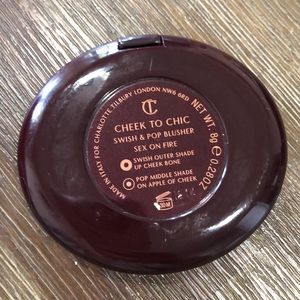 MADE IN ITALY FOR CHARLOTTE TILBURY LONDON NW6 6RD
NET WT. 8g ℮ 0.28OZ
CHEEK TO CHIC
SWISH & POP BLUSHER
SEX ON FIRE
SWISH OUTER SHADE
UP CHEEK BONE
POP MIDDLE SHADE
ON APPLE OF CHEEK